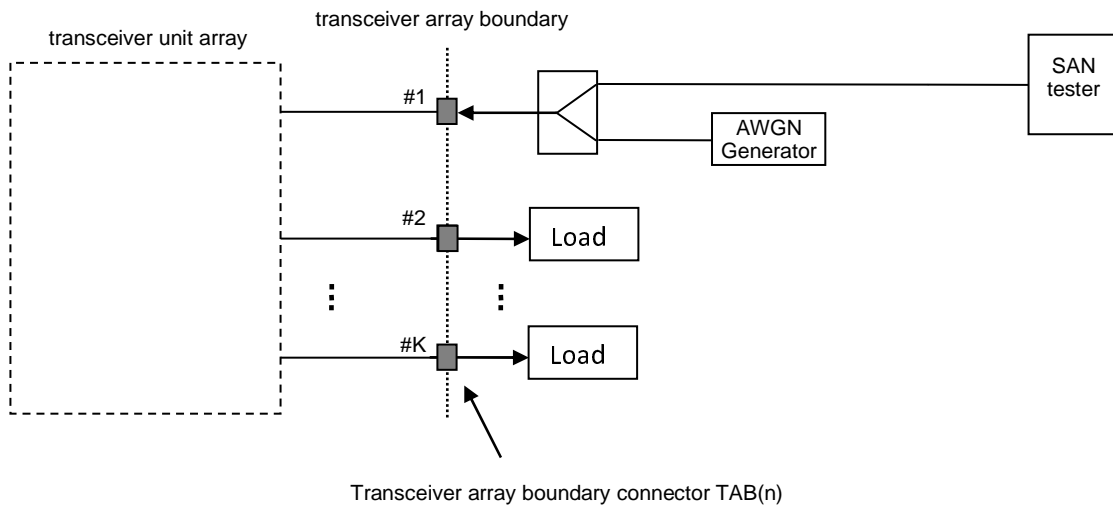 transceiver array boundary
transceiver unit array
SAN
tester
#1
AWGN
Generator
#2
Load
#K
Load
Transceiver array boundary connector TAB(n)